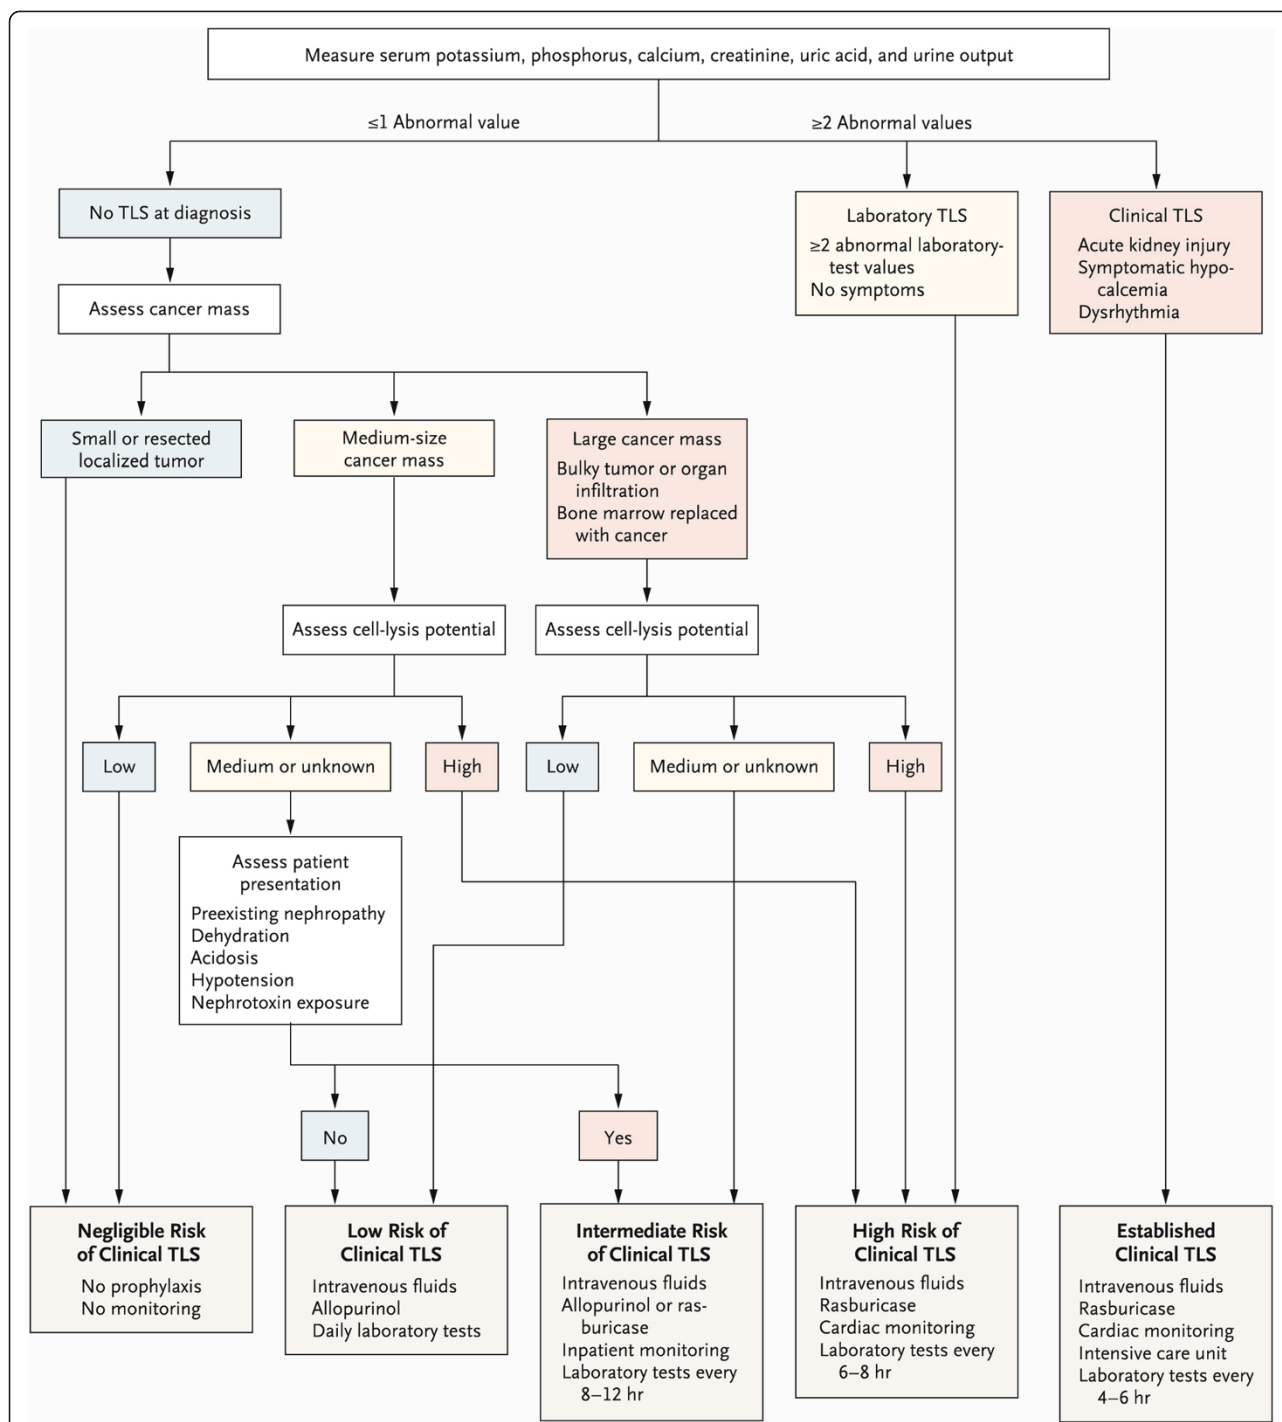 Measure serum potassium, phosphorus, calcium, creatinine, uric acid, and urine output
≤1 Abnormal value
≥2 Abnormal values
No TLS at diagnosis
Laboratory TLS
≥2 abnormal laboratory-
test values
No symptoms
Clinical TLS
Acute kidney injury
Symptomatic hypo-
calcemia
Dysrhythmia
Assess cancer mass
Small or resected
localized tumor
Medium-size
cancer mass
Large cancer mass
Bulky tumor or organ
infiltration
Bone marrow replaced
with cancer
Assess cell-lysis potential
Assess cell-lysis potential
Low
Medium or unknown
High
Low
Medium or unknown
High
Assess patient
presentation
Preexisting nephropathy
Dehydration
Acidosis
Hypotension
Nephrotoxin exposure
No
Yes
Negligible Risk
of Clinical TLS
No prophylaxis
No monitoring
Low Risk of
Clinical TLS
Intravenous fluids
Allopurinol
Daily laboratory tests
Intermediate Risk
of Clinical TLS
Intravenous fluids
Allopurinol or ras-
buricase
Inpatient monitoring
Laboratory tests every
8–12 hr
High Risk of
Clinical TLS
Intravenous fluids
Rasburicase
Cardiac monitoring
Laboratory tests every
6–8 hr
Established
Clinical TLS
Intravenous fluids
Rasburicase
Cardiac monitoring
Intensive care unit
Laboratory tests every
4–6 hr